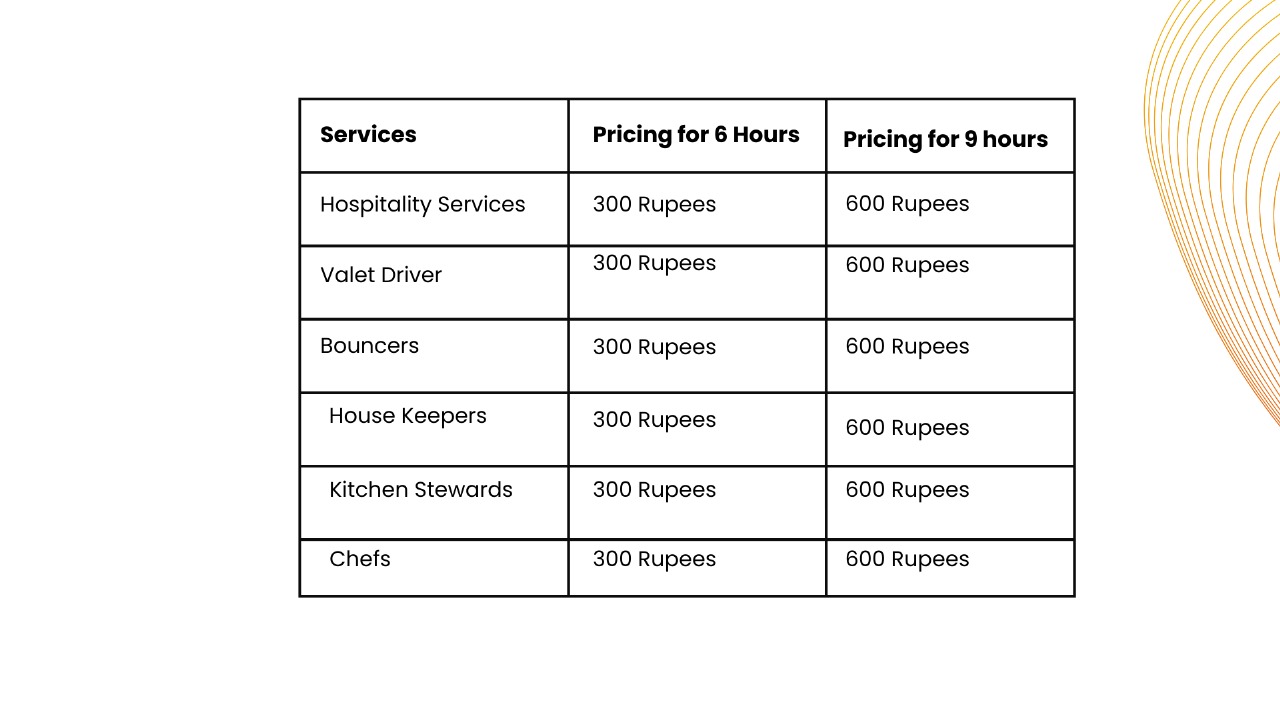 Services Pricing for 6 Hours Pricing for 9 hours
Hospitality Services 300 Rupees 600 Rupees
Valet Driver 300 Rupees 600 Rupees
Bouncers 300 Rupees 600 Rupees
House Keepers 300 Rupees 600 Rupees
Kitchen Stewards 300 Rupees 600 Rupees
Chefs 300 Rupees 600 Rupees